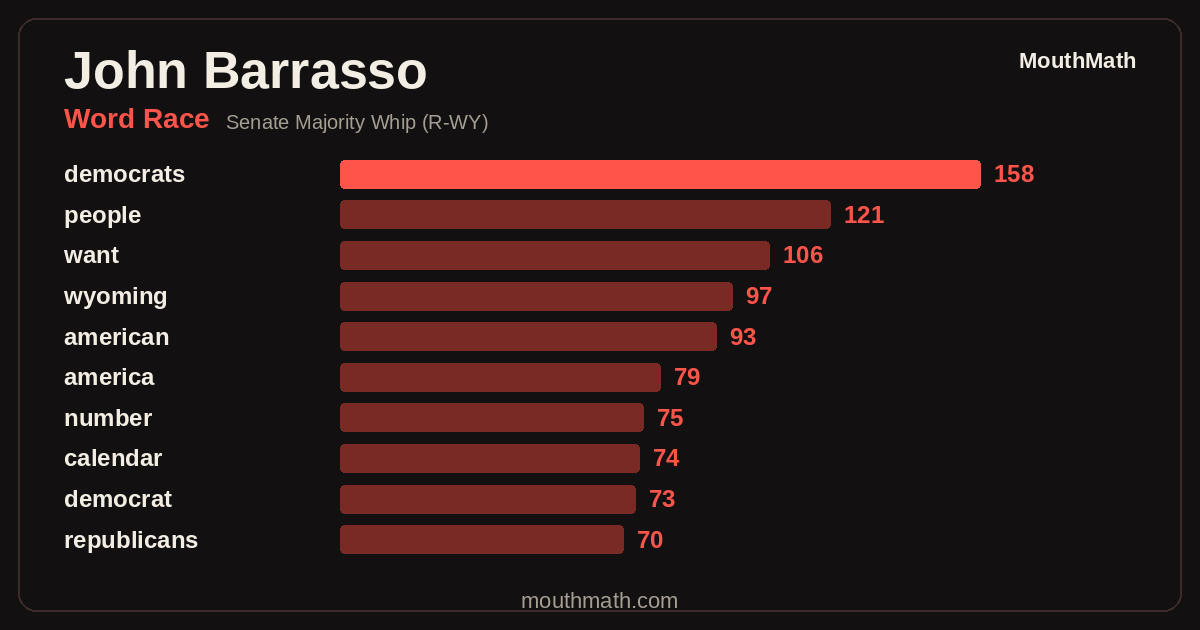 John Barrasso
MouthMath
Word Race Senate Majority Whip (R-WY)
democrats 158
people 121
want 106
wyoming 97
american 93
america 79
number 75
calendar 74
democrat 73
republicans 70
mouthmath.com